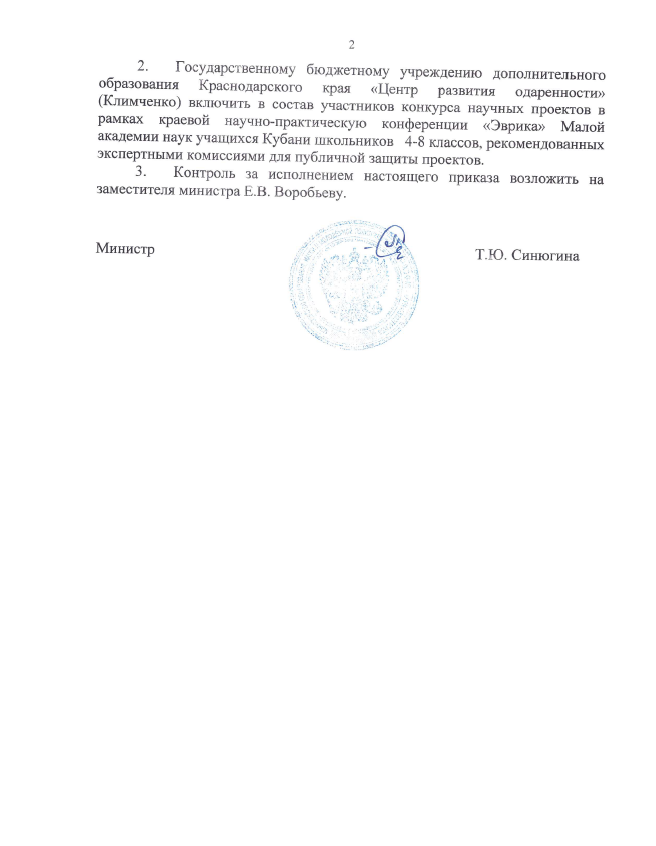 2
2. Государственному бюджетному учреждению дополнительного
образования Краснодарского края «Центр развития одаренности»
(Климченко) включить в состав участников конкурса научных проектов в
рамках краевой научно-практическую конференции «Эврика» Малой
академии наук учащихся Кубани школьников 4-8 классов, рекомендованных
экспертными комиссиями для публичной защиты проектов.
3. Контроль за исполнением настоящего приказа возложить на
заместителя министра Е.В. Воробьеву.
Министр
Т.Ю. Синюгина